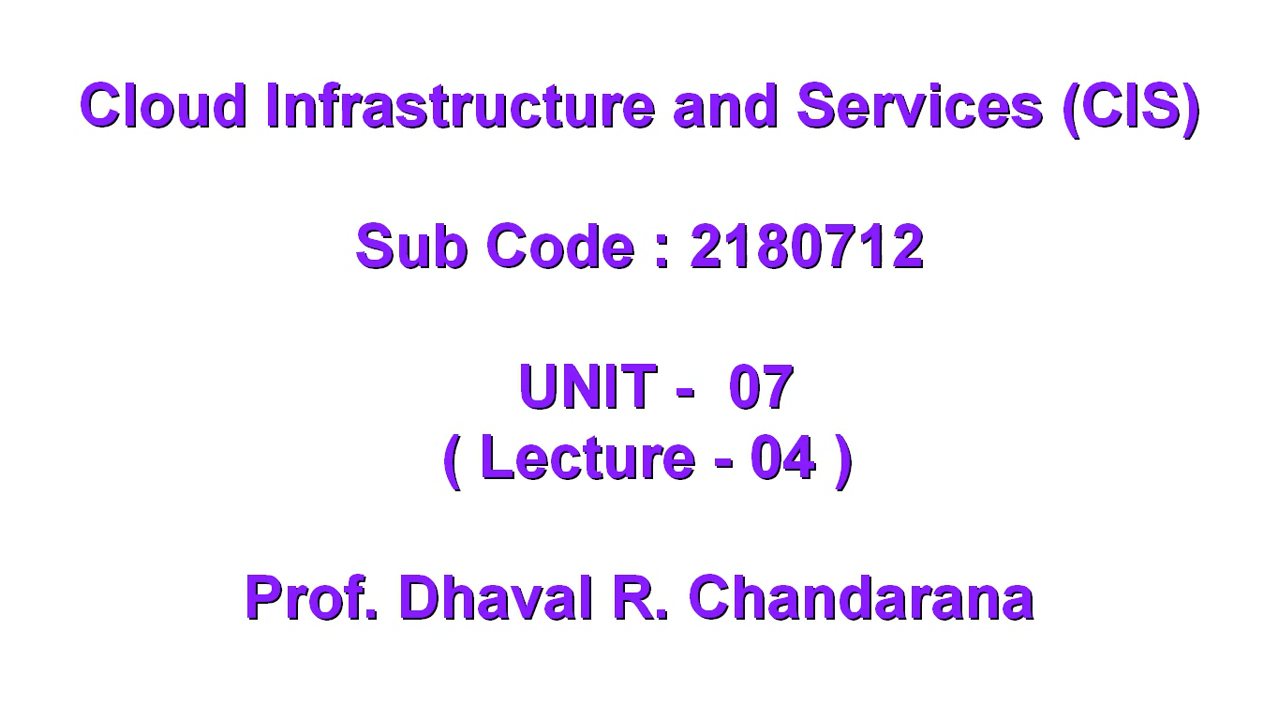 Cloud Infrastructure and Services (CIS)
Sub Code : 2180712
UNIT -  07
( Lecture - 04 )
Prof. Dhaval R. Chandarana